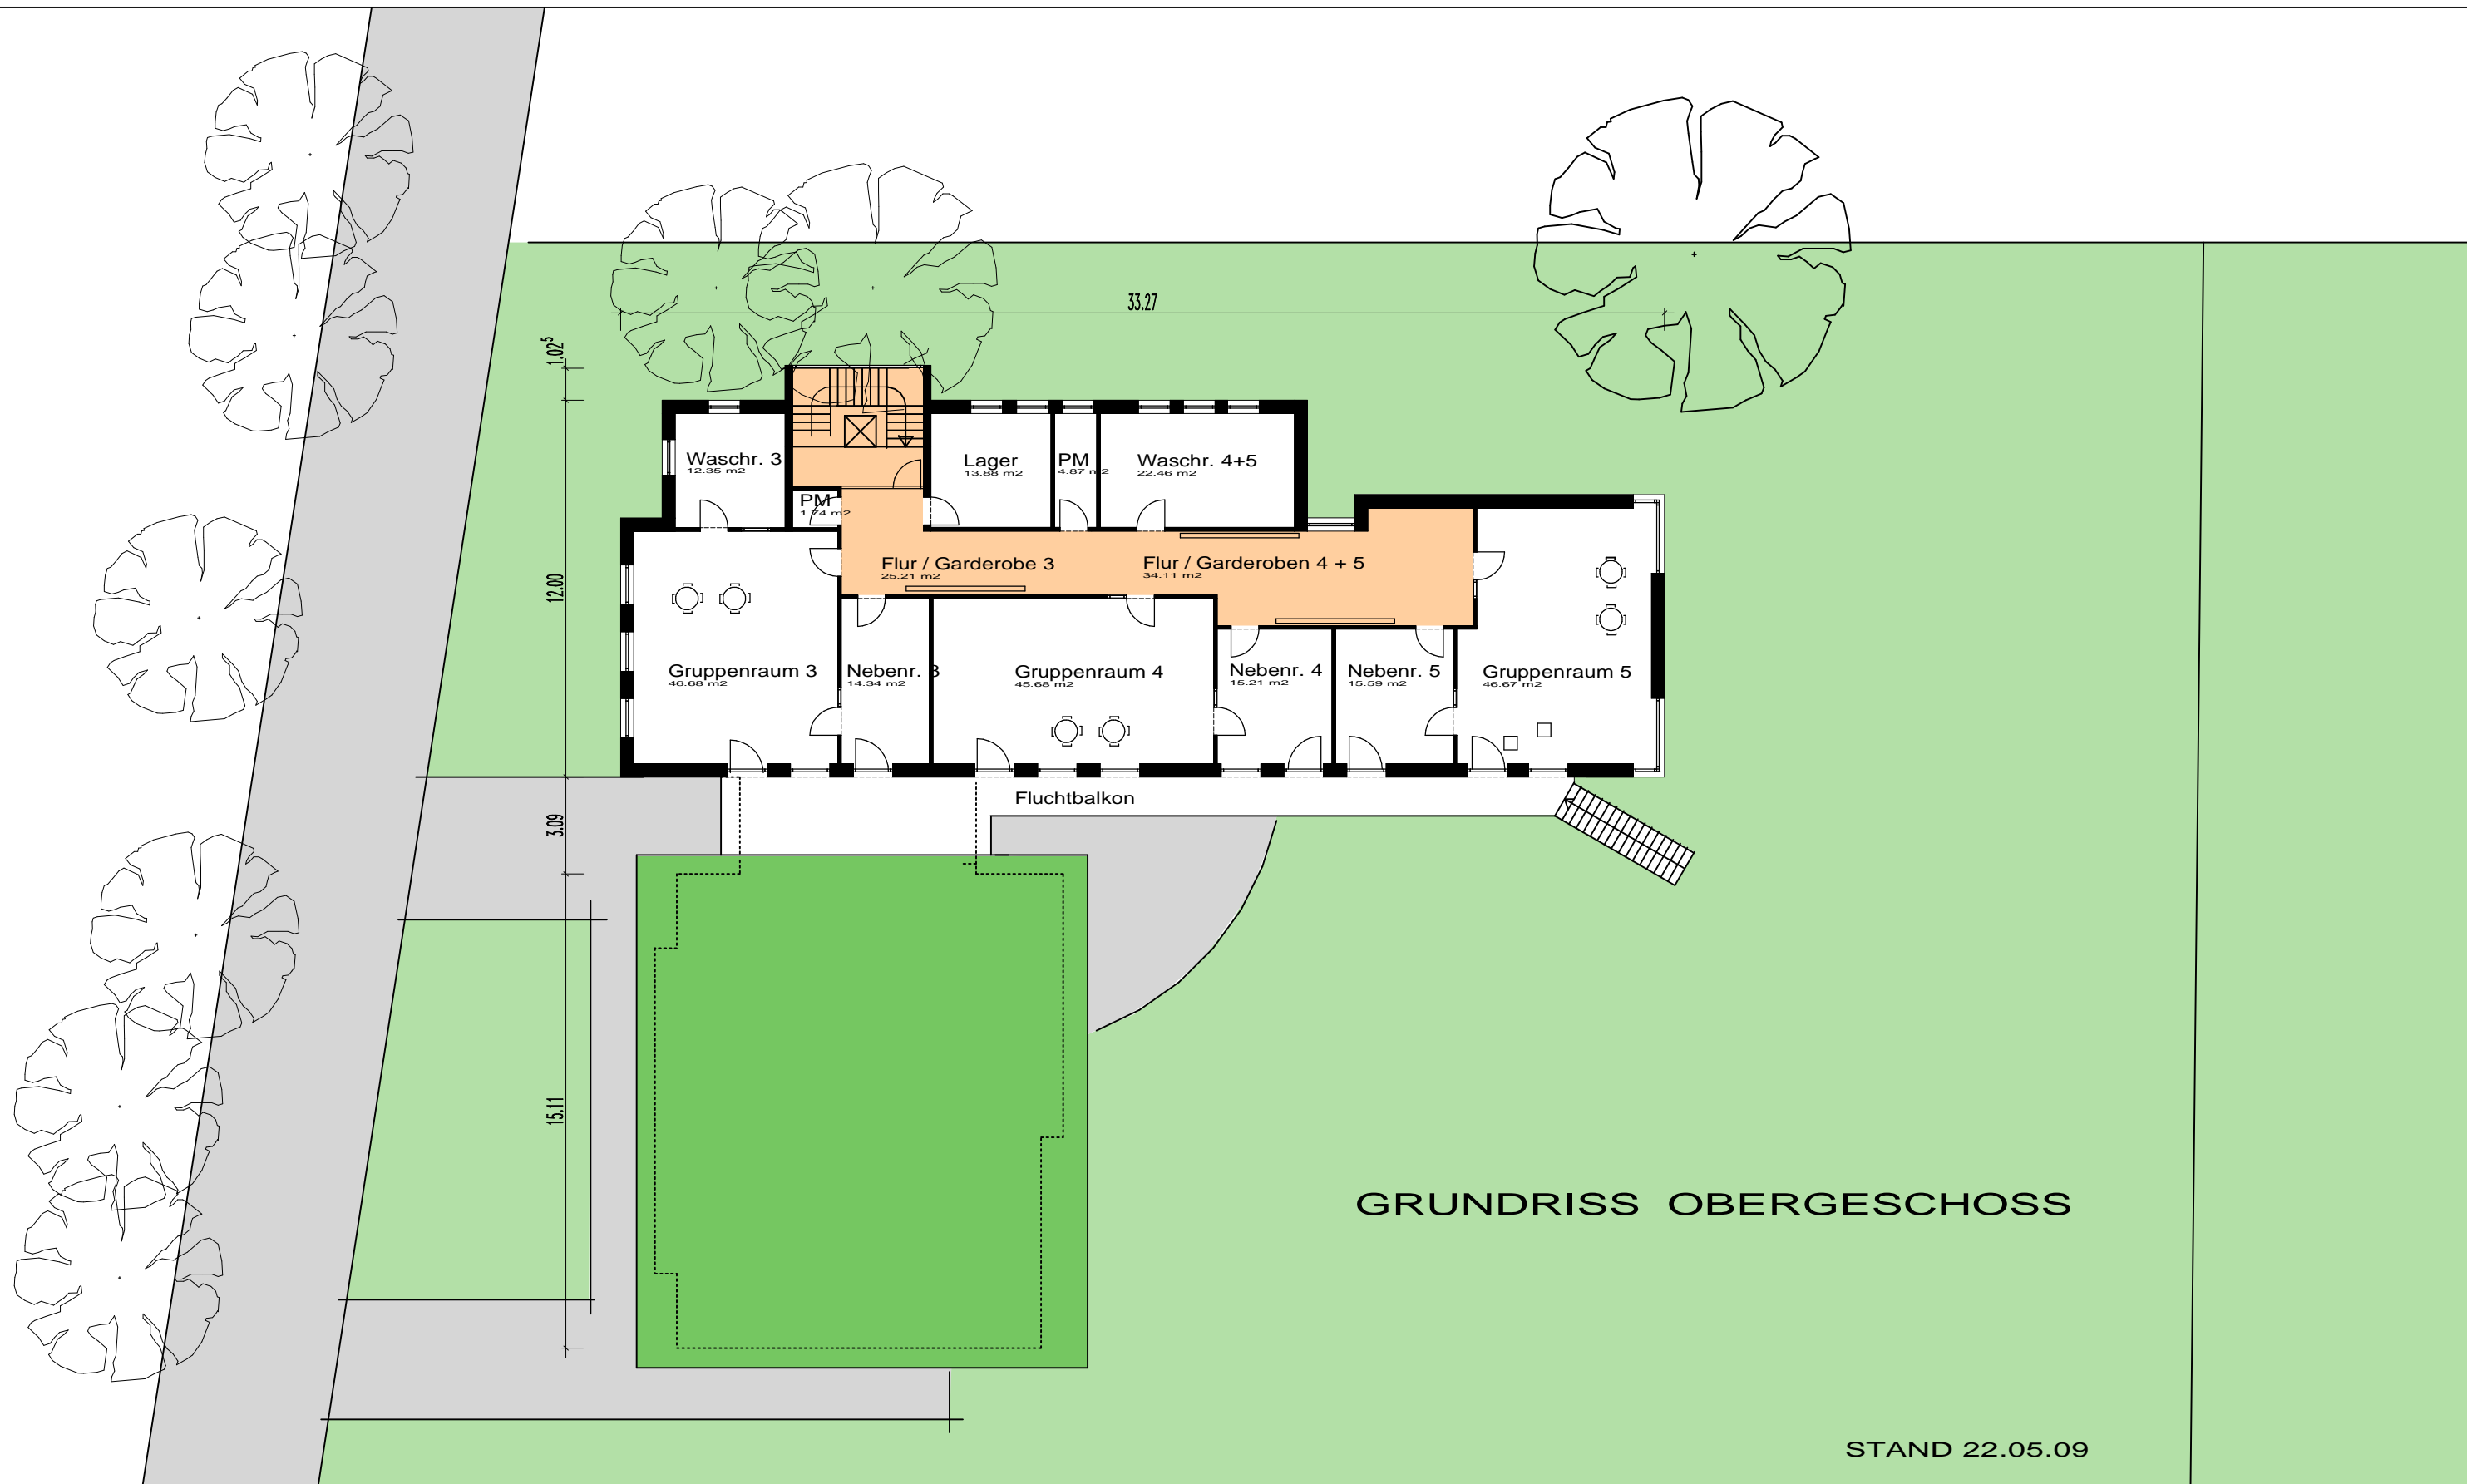 33.27
1.02⁵
Waschr. 3
12.35 m2
Lager
13.88 m2
PM
4.87 m2
Waschr. 4+5
22.46 m2
PM
1.74 m2
Flur / Garderobe 3
25.21 m2
Flur / Garderoben 4 + 5
34.11 m2
12.00
Gruppenraum 3
46.68 m2
Nebenr. 3
14.34 m2
Gruppenraum 4
45.68 m2
Nebenr. 4
15.21 m2
Nebenr. 5
15.59 m2
Gruppenraum 5
46.67 m2
Fluchtbalkon
3.09
15.11
GRUNDRISS OBERGESCHOSS
STAND 22.05.09